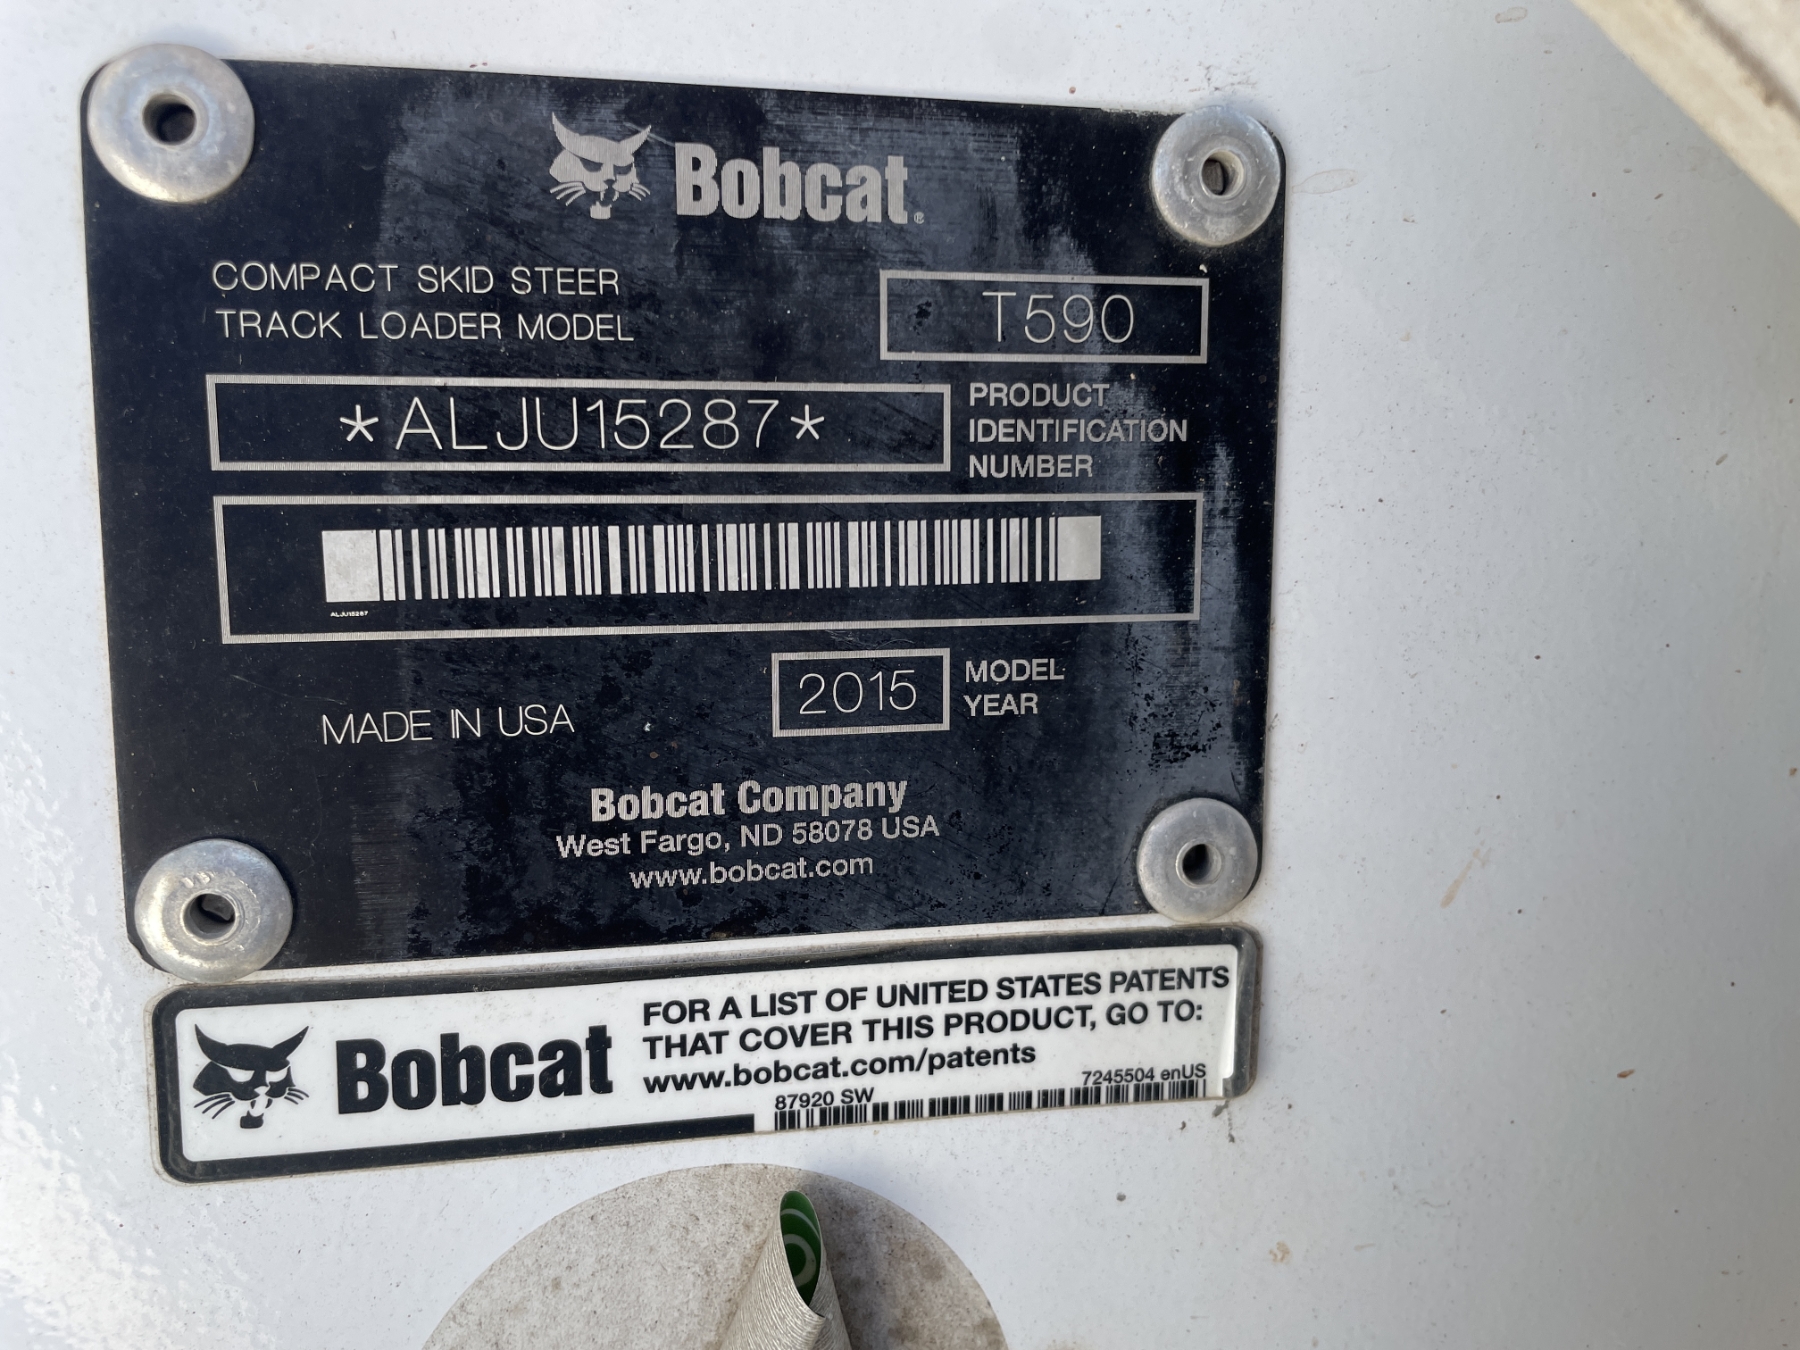 Bobcat®
COMPACT SKID STEER
TRACK LOADER MODEL
T590
*ALJU15287*
PRODUCT
IDENTIFICATION
NUMBER
ALJU15287
MADE IN USA
2015
MODEL
YEAR
Bobcat Company
West Fargo, ND 58078 USA
www.bobcat.com
Bobcat
FOR A LIST OF UNITED STATES PATENTS
THAT COVER THIS PRODUCT, GO TO:
www.bobcat.com/patents
87920 SW
7245504 enUS